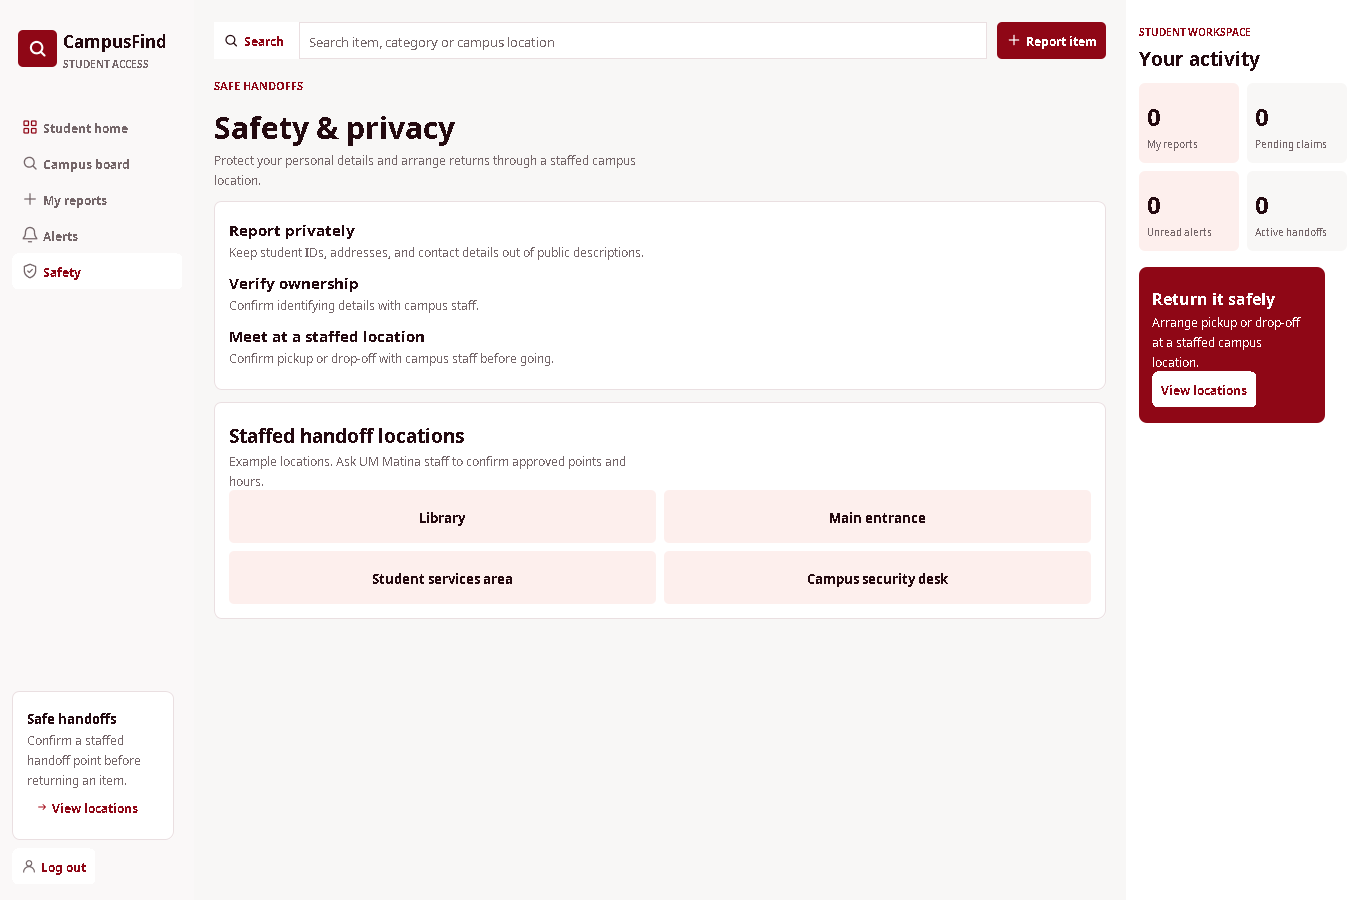 CampusFind
STUDENT ACCESS
Student home
Campus board
My reports
Alerts
Safety
Safe handoffs
Confirm a staffed
handoff point before
returning an item.
View locations
Log out
Search
Search item, category or campus location
Report item
SAFE HANDOFFS
Safety & privacy
Protect your personal details and arrange returns through a staffed campus
location.
Report privately
Keep student IDs, addresses, and contact details out of public descriptions.
Verify ownership
Confirm identifying details with campus staff.
Meet at a staffed location
Confirm pickup or drop-off with campus staff before going.
Staffed handoff locations
Example locations. Ask UM Matina staff to confirm approved points and
hours.
Library
Main entrance
Student services area
Campus security desk
STUDENT WORKSPACE
Your activity
0
My reports
0
Pending claims
0
Unread alerts
0
Active handoffs
Return it safely
Arrange pickup or drop-off
at a staffed campus
location.
View locations